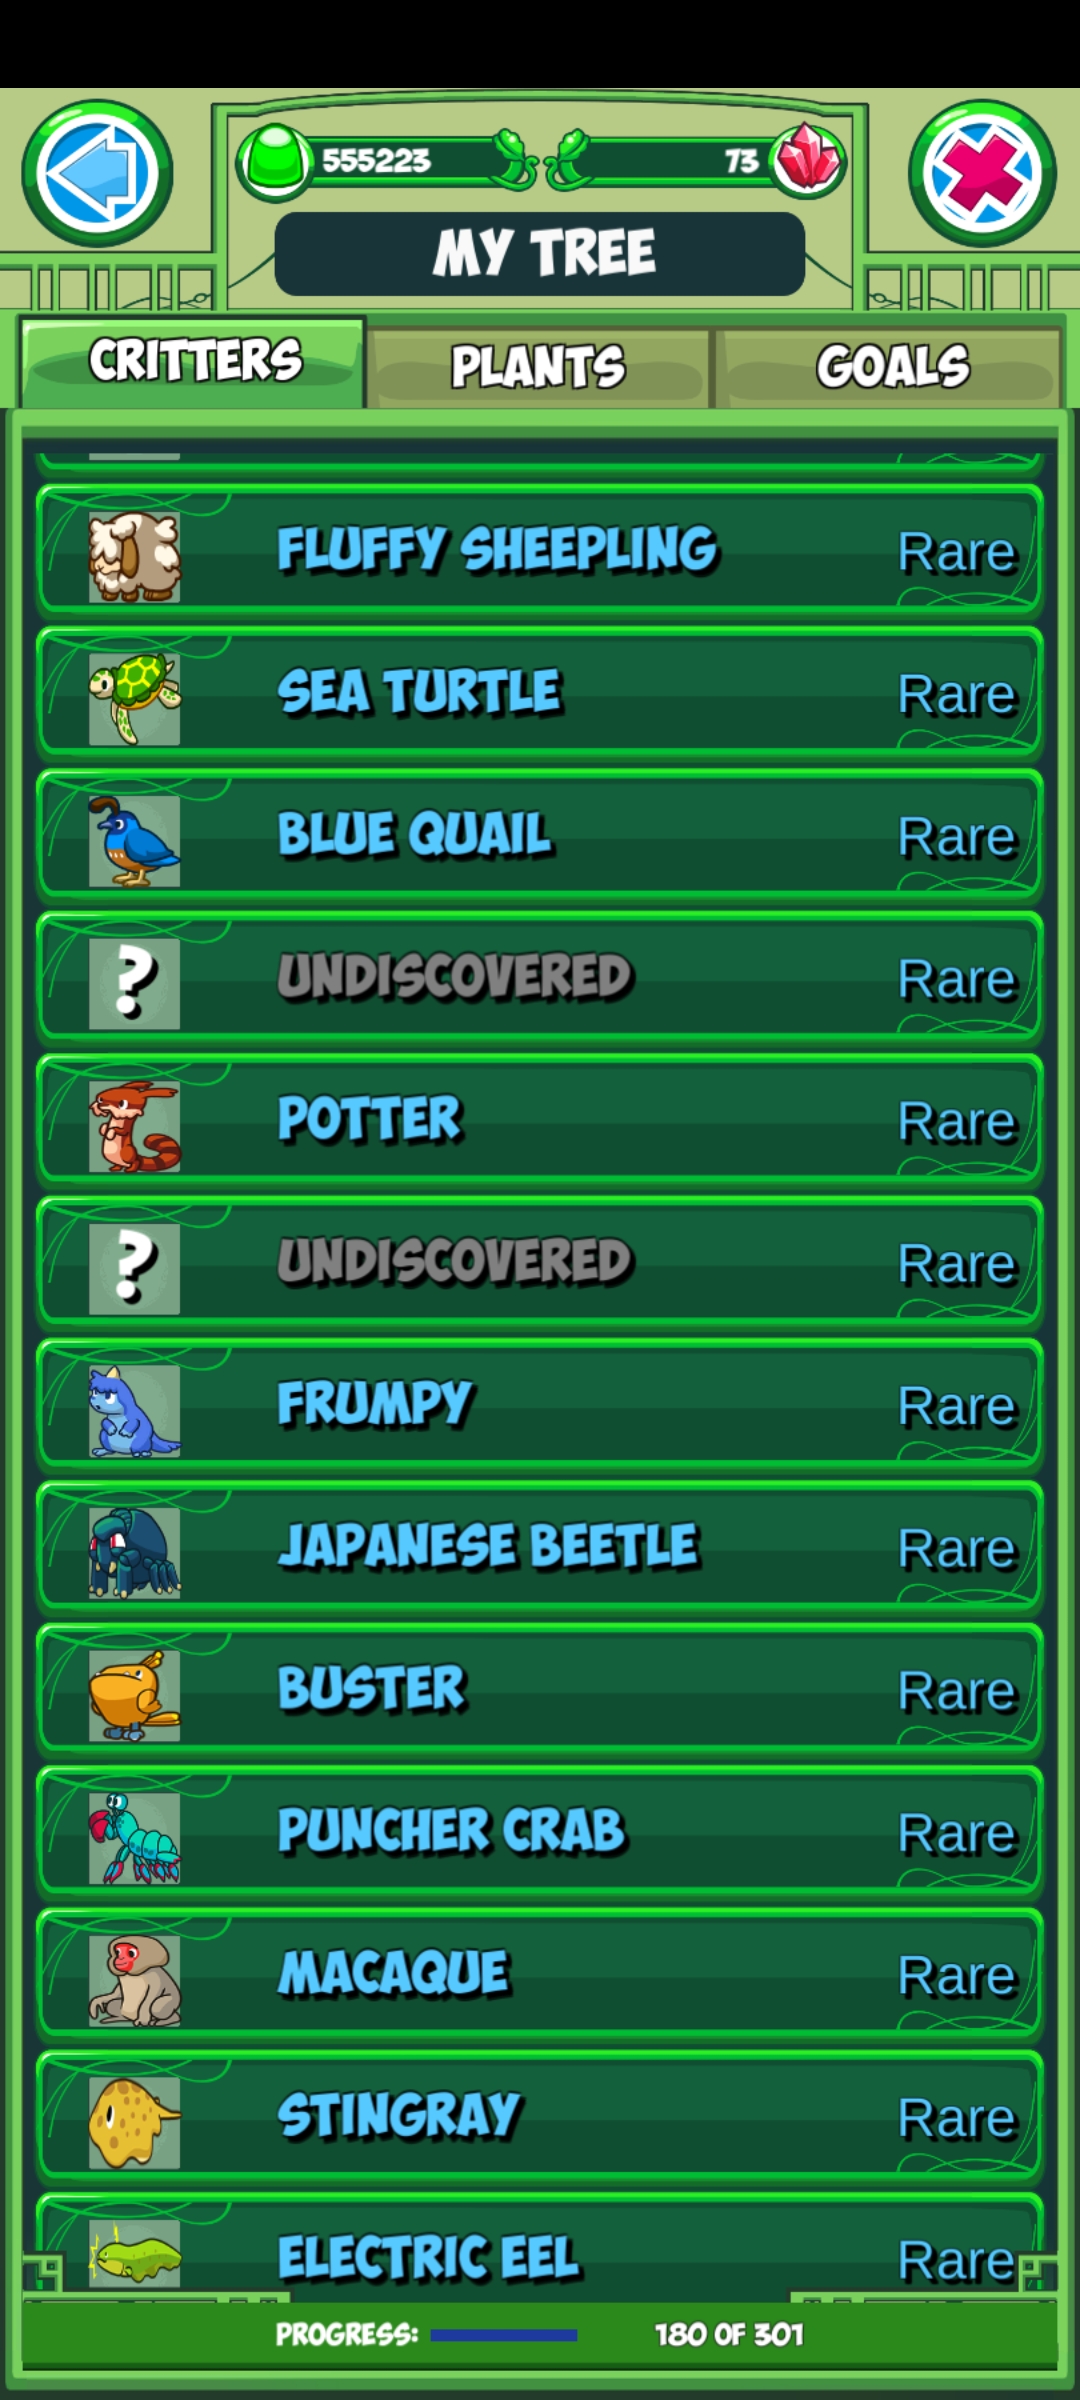 555223
73
MY TREE
CRITTERS
PLANTS
GOALS
FLUFFY SHEEPLING
Rare
SEA TURTLE
Rare
BLUE QUAIL
Rare
?
UNDISCOVERED
Rare
POTTER
Rare
?
UNDISCOVERED
Rare
FRUMPY
Rare
JAPANESE BEETLE
Rare
BUSTER
Rare
PUNCHER CRAB
Rare
MACAQUE
Rare
STINGRAY
Rare
ELECTRIC EEL
Rare
PROGRESS:
180 OF 301